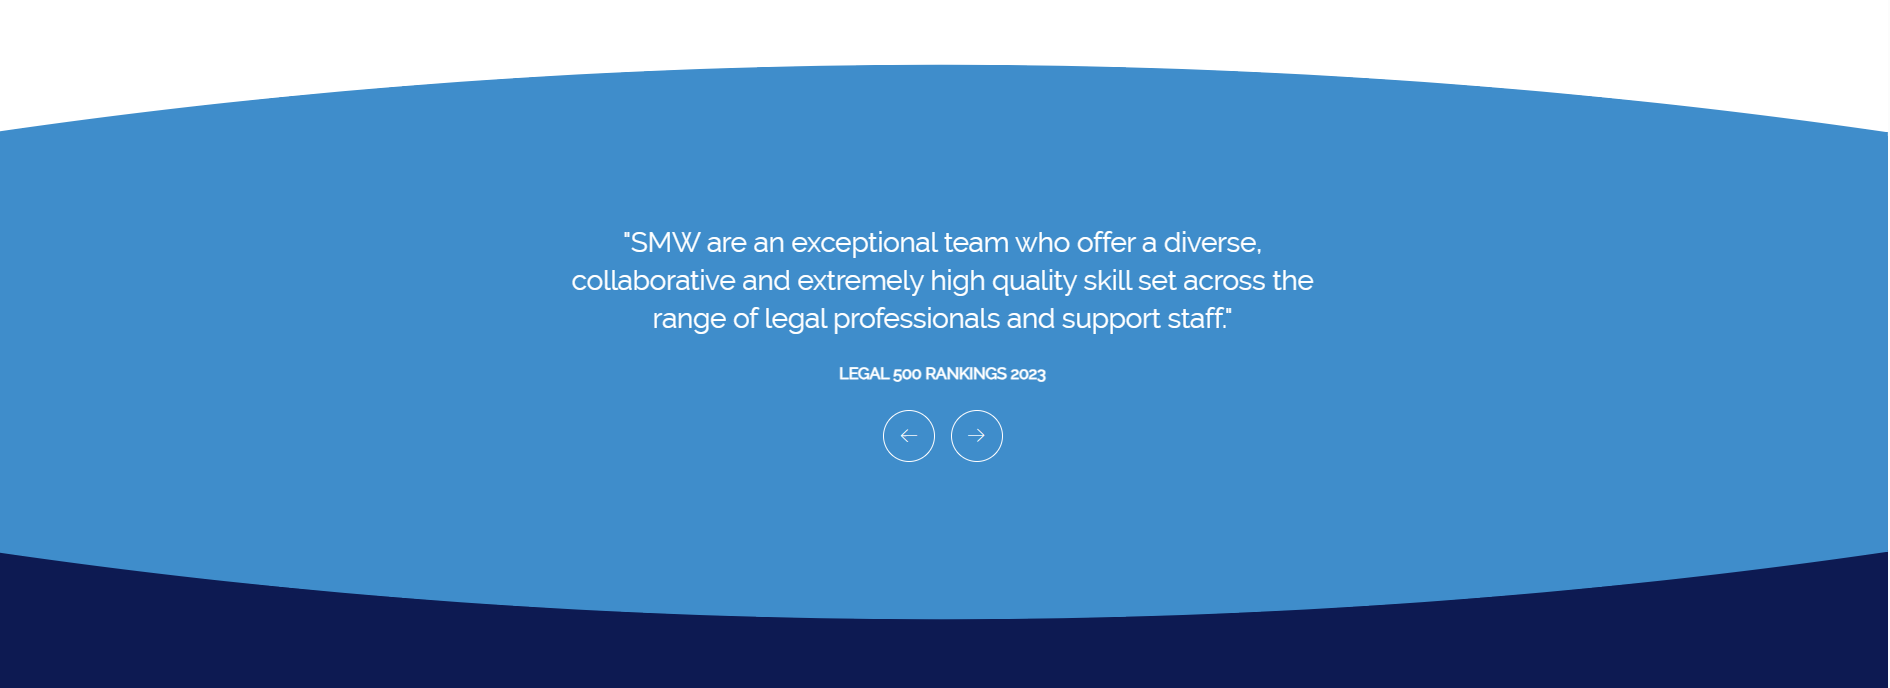 "SMW are an exceptional team who offer a diverse,
collaborative and extremely high quality skill set across the
range of legal professionals and support staff."
LEGAL 500 RANKINGS 2023